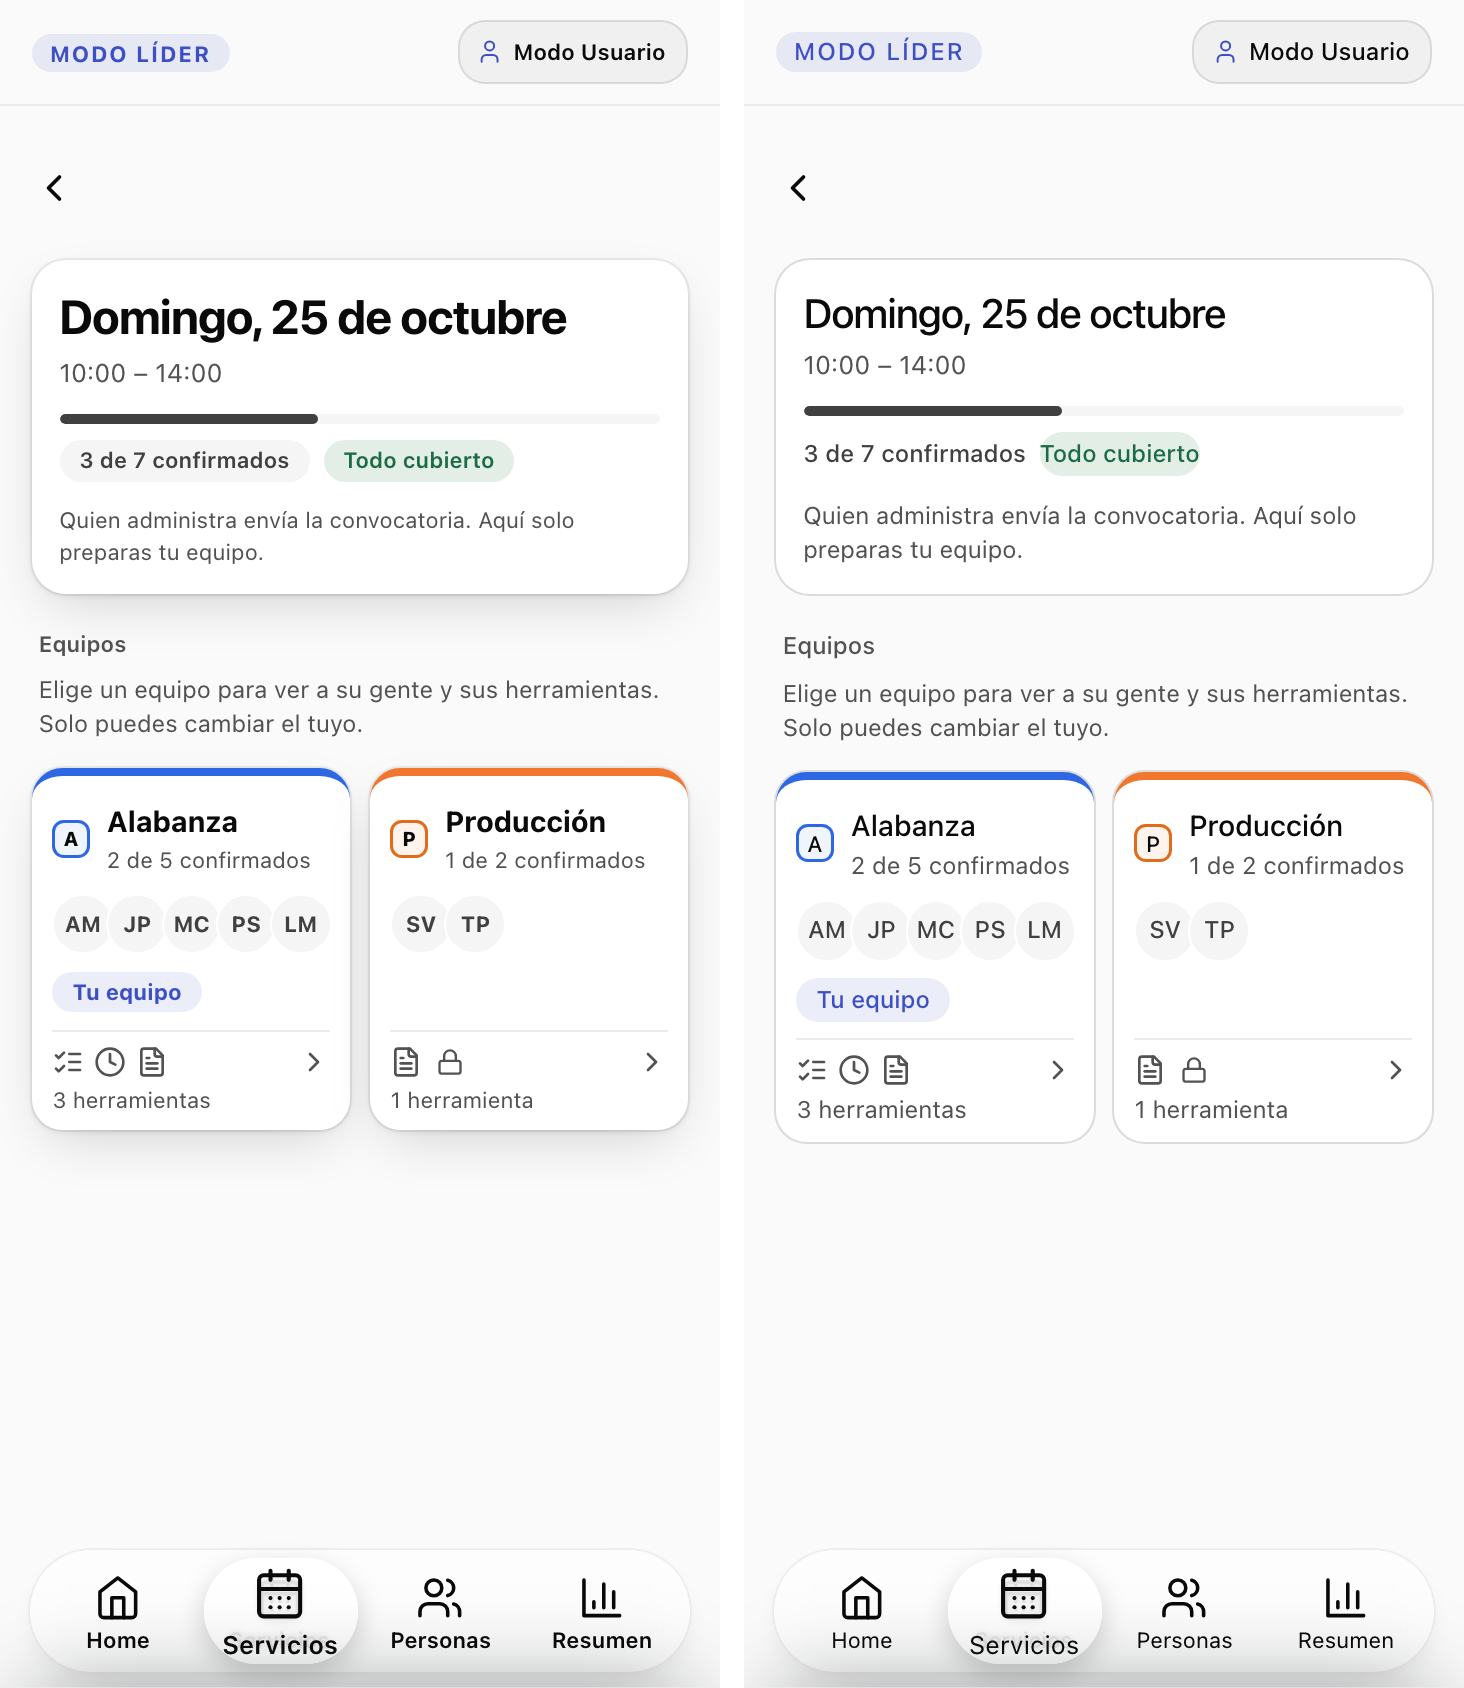 MODO LÍDER
Modo Usuario
Domingo, 25 de octubre
10:00 – 14:00
3 de 7 confirmados
Todo cubierto
Quien administra envía la convocatoria. Aquí solo
preparas tu equipo.
Equipos
Elige un equipo para ver a su gente y sus herramientas.
Solo puedes cambiar el tuyo.
A
Alabanza
2 de 5 confirmados
AM JP MC PS LM
Tu equipo
3 herramientas
P
Producción
1 de 2 confirmados
SV TP
1 herramienta
Home
Servicios
Personas
Resumen
MODO LÍDER
Modo Usuario
Domingo, 25 de octubre
10:00 – 14:00
3 de 7 confirmados
Todo cubierto
Quien administra envía la convocatoria. Aquí solo
preparas tu equipo.
Equipos
Elige un equipo para ver a su gente y sus herramientas.
Solo puedes cambiar el tuyo.
A
Alabanza
2 de 5 confirmados
AM JP MC PS LM
Tu equipo
3 herramientas
P
Producción
1 de 2 confirmados
SV TP
1 herramienta
Home
Servicios
Personas
Resumen